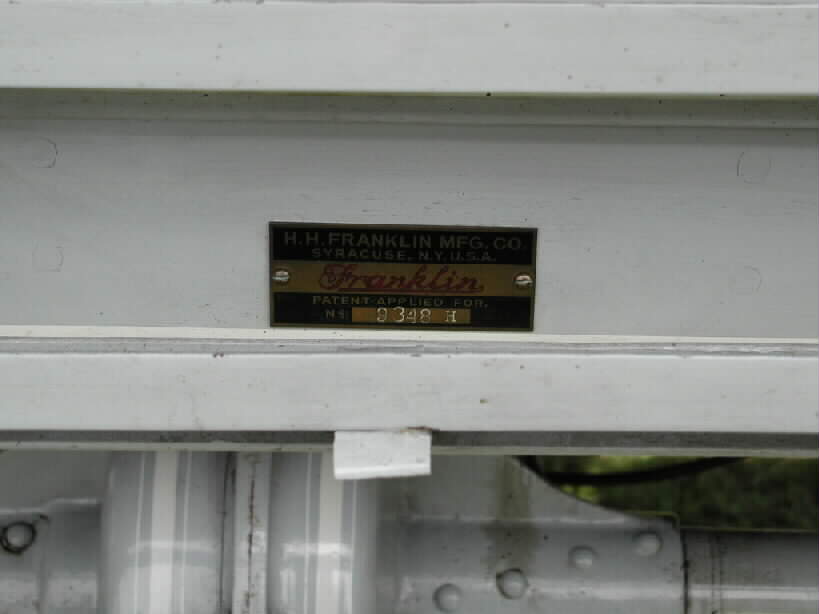 H.H. FRANKLIN MFG. CO.
SYRACUSE, N.Y. U.S.A.
Franklin
PATENT APPLIED FOR.
Nº 9348 H